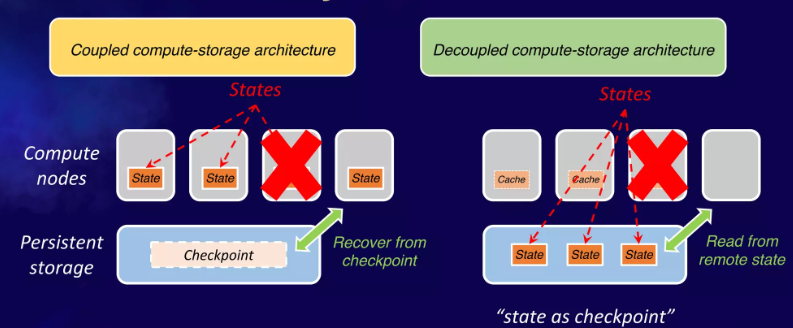 Coupled compute-storage architecture
Decoupled compute-storage architecture
States
States
Compute
nodes
State
State
State
Cache
Cache
Persistent
storage
Checkpoint
Recover from
checkpoint
State
State
State
Read from
remote state
“state as checkpoint”